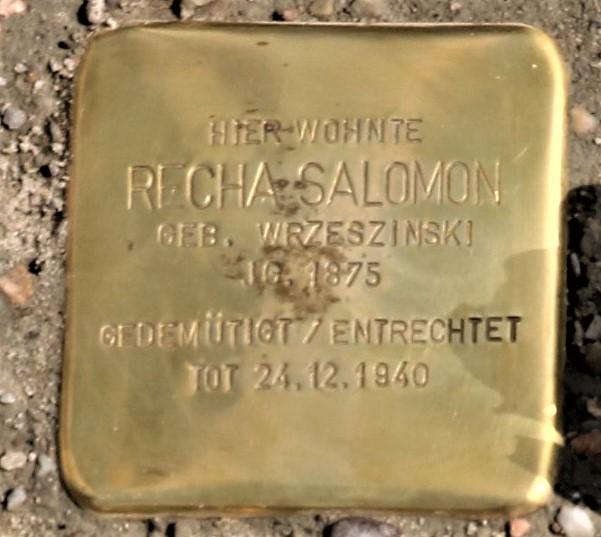 HIER WOHNTE
RECHA SALOMON
GEB. WRZESZINSKI
JG. 1875
GEDEMÜTIGT / ENTRECHTET
TOT 24.12.1940